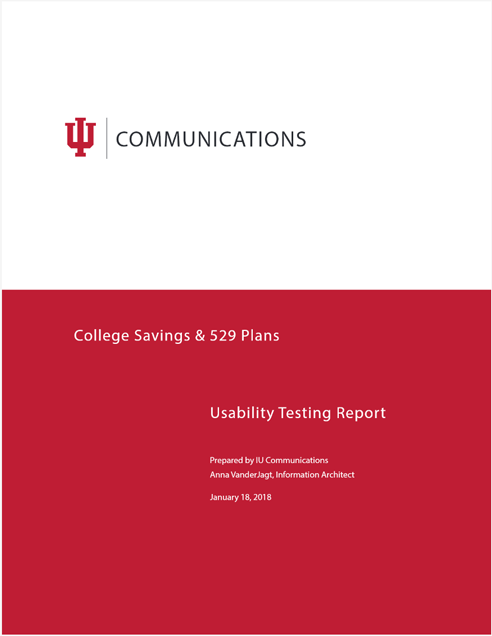 COMMUNICATIONS
College Savings & 529 Plans
Usability Testing Report
Prepared by IU Communications
Anna VanderJagt, Information Architect
January 18, 2018